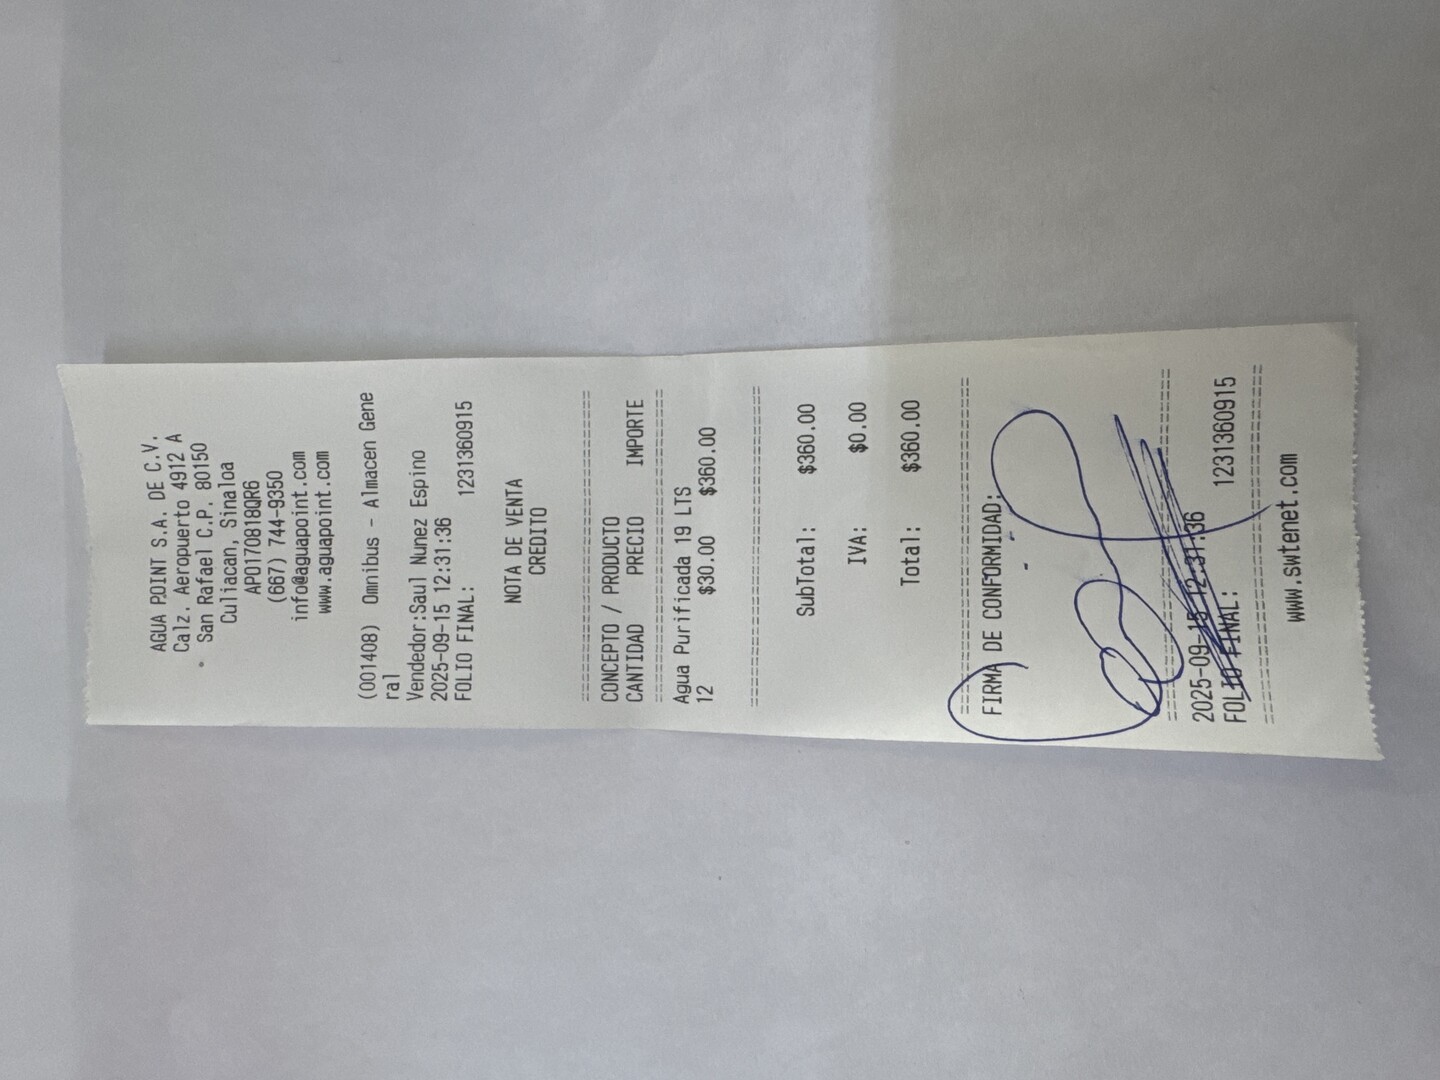 AGUA POINT S.A. DE C.V.
Calz. Aeropuerto 4912 A
San Rafael C.P. 80150
Culiacan, Sinaloa
APO170818QR6
(667) 744-9350
info@aguapoint.com
www.aguapoint.com
(001408) Omnibus - Almacen Gene
ral
Vendedor:Saul Nunez Espino
2025-09-15 12:31:36
FOLIO FINAL: 1231360915
NOTA DE VENTA
CREDITO
CONCEPTO / PRODUCTO
CANTIDAD PRECIO IMPORTE
Agua Purificada 19 LTS
12 $30.00 $360.00
SubTotal: $360.00
IVA: $0.00
Total: $360.00
FIRMA DE CONFORMIDAD:
2025-09-15 12:31:36
FOLIO FINAL: 1231360915
www.swtenet.com